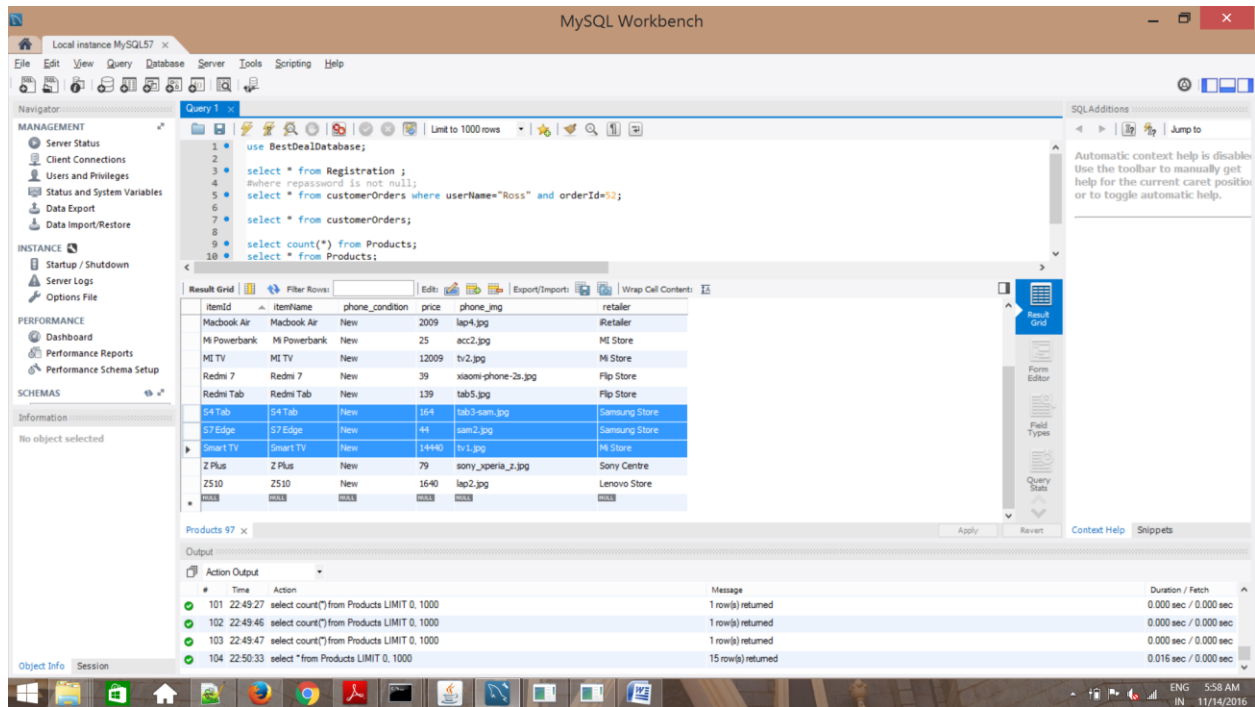 MySQL Workbench
Local instance MySQL57 ×
File Edit View Query Database Server Tools Scripting Help
Navigator
MANAGEMENT
Server Status
Client Connections
Users and Privileges
Status and System Variables
Data Export
Data Import/Restore
INSTANCE
Startup / Shutdown
Server Logs
Options File
PERFORMANCE
Dashboard
Performance Reports
Performance Schema Setup
SCHEMAS
Information
No object selected
Object Info Session
Query 1 ×
Limit to 1000 rows
1 use BestDealDatabase;
2
3 select * from Registration ;
4 #where repassword is not null;
5 select * from customerOrders where userName="Ross" and orderId=52;
6
7 select * from customerOrders;
8
9 select count(*) from Products;
10 select * from Products;
Result Grid Filter Rows: Edit: Export/Import: Wrap Cell Content:
itemId itemName phone_condition price phone_img retailer
Macbook Air Macbook Air New 2009 lap4.jpg iRetailer
Mi Powerbank Mi Powerbank New 25 acc2.jpg MI Store
MI TV MI TV New 12009 tv2.jpg Mi Store
Redmi 7 Redmi 7 New 39 xiaomi-phone-2s.jpg Flip Store
Redmi Tab Redmi Tab New 139 tab5.jpg Flip Store
S4 Tab S4 Tab New 164 tab3-sam.jpg Samsung Store
S7 Edge S7 Edge New 44 sam2.jpg Samsung Store
Smart TV Smart TV New 14440 tv1.jpg Mi Store
Z Plus Z Plus New 79 sony_xperia_z.jpg Sony Centre
Z510 Z510 New 1640 lap2.jpg Lenovo Store
NULL NULL NULL NULL NULL NULL
Result Grid
Form Editor
Field Types
Query Stats
Products 97 × Apply Revert
Output
Action Output
# Time Action Message Duration / Fetch
101 22:49:27 select count(*) from Products LIMIT 0, 1000 1 row(s) returned 0.000 sec / 0.000 sec
102 22:49:46 select count(*) from Products LIMIT 0, 1000 1 row(s) returned 0.000 sec / 0.000 sec
103 22:49:47 select count(*) from Products LIMIT 0, 1000 1 row(s) returned 0.000 sec / 0.000 sec
104 22:50:33 select * from Products LIMIT 0, 1000 15 row(s) returned 0.016 sec / 0.000 sec
SQLAdditions
Jump to
Automatic context help is disable
Use the toolbar to manually get
help for the current caret position
or to toggle automatic help.
Context Help Snippets
ENG 5:58 AM
IN 11/14/2016